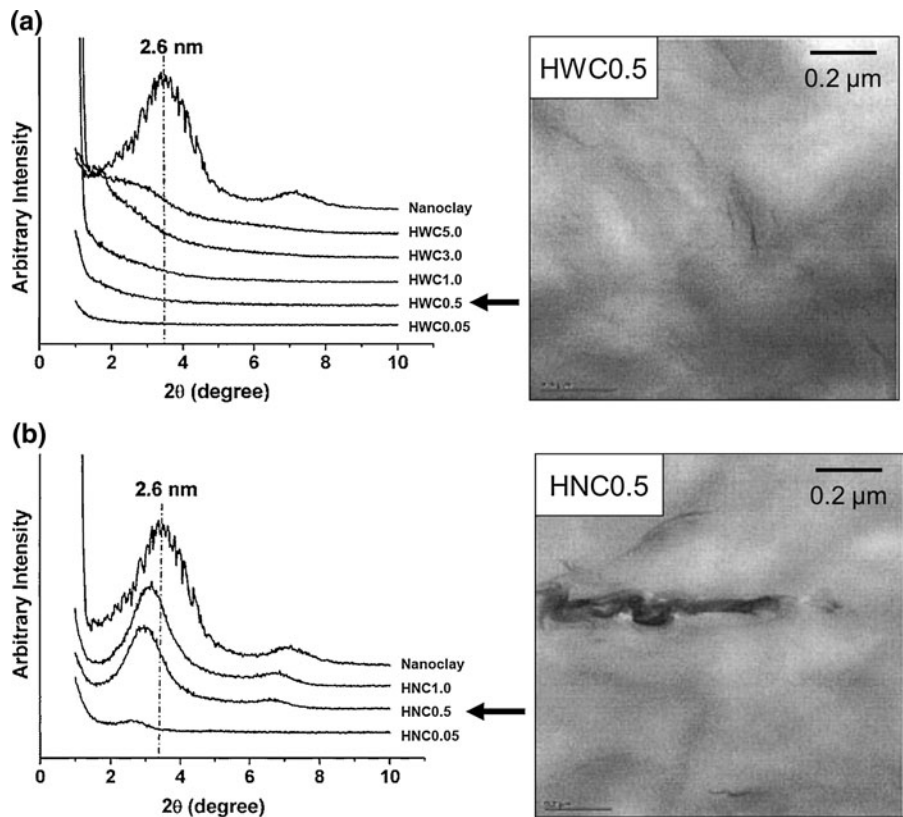 (a)
2.6 nm
Arbitrary Intensity
Nanoclay
HWC5.0
HWC3.0
HWC1.0
HWC0.5
HWC0.05
0 2 4 6 8 10
2θ (degree)
HWC0.5
0.2 µm
(b)
2.6 nm
Arbitrary Intensity
Nanoclay
HNC1.0
HNC0.5
HNC0.05
0 2 4 6 8 10
2θ (degree)
HNC0.5
0.2 µm